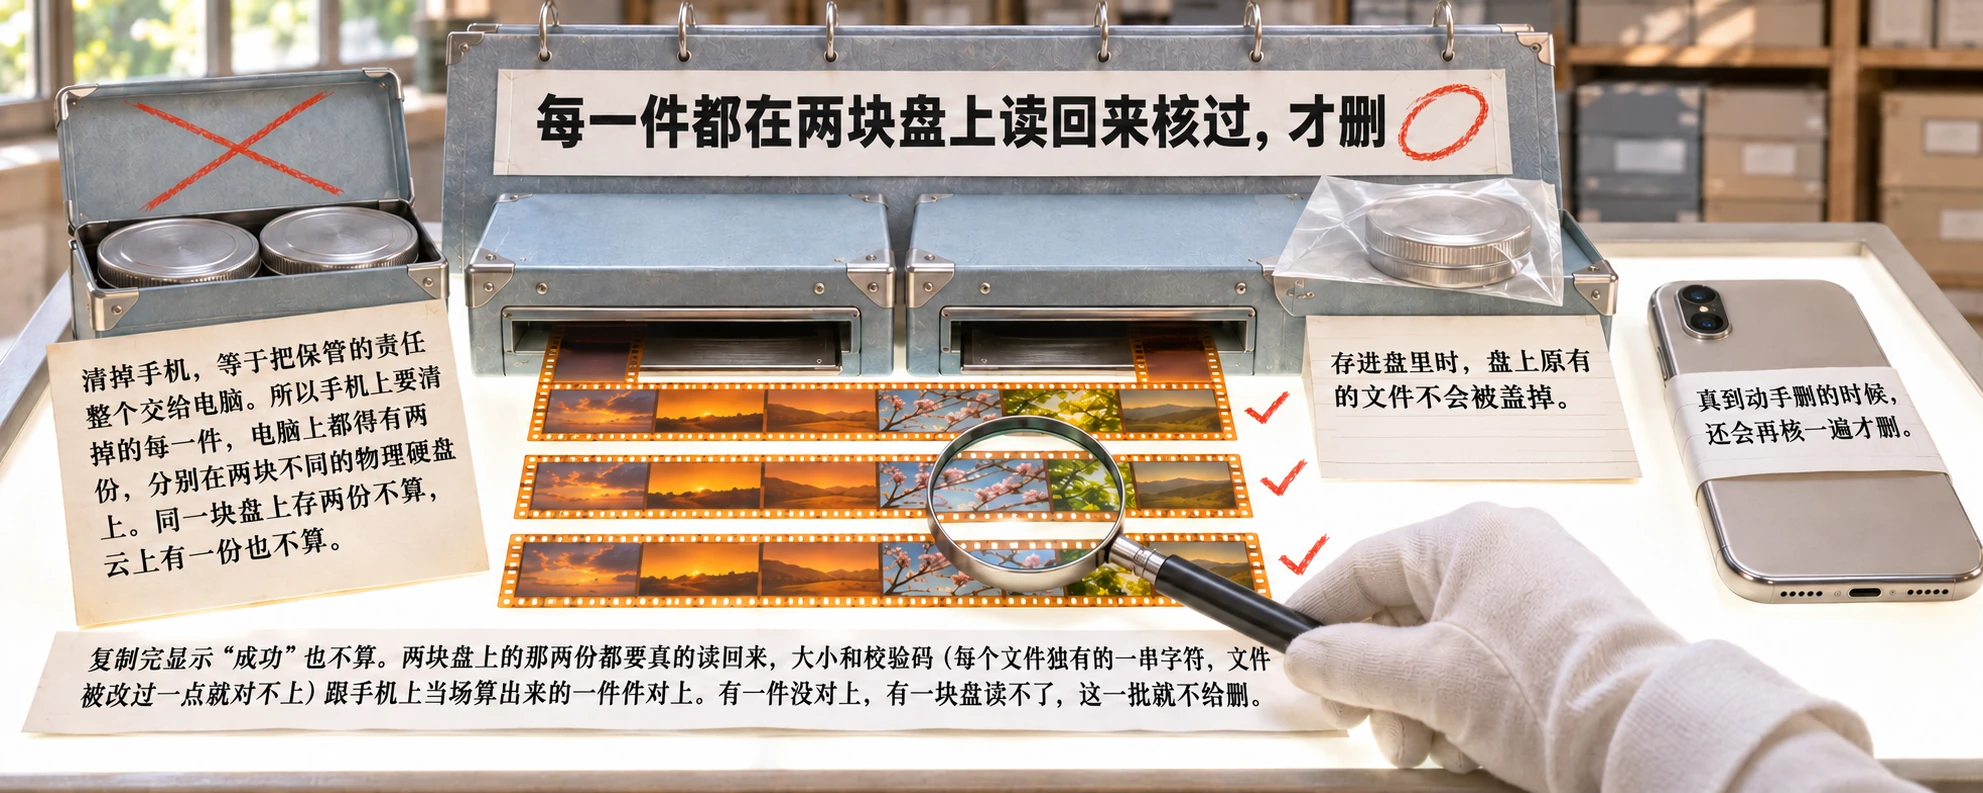 每一件都在两块盘上读回来核过，才删
清掉手机，等于把保管的责任
整个交给电脑。所以手机上要清
掉的每一件，电脑上都得有两
份，分别在两块不同的物理硬盘
上。同一块盘上存两份不算，
云上有一份也不算。
存进盘里时，盘上原有
的文件不会被盖掉。
真到动手删的时候，
还会再核一遍才删。
复制完显示“成功”也不算。两块盘上的那两份都要真的读回来，大小和校验码（每个文件独有的一串字符，文件
被改过一点就对不上）跟手机上当场算出来的一件件对上。有一件没对上，有一块盘读不了，这一批就不给删。